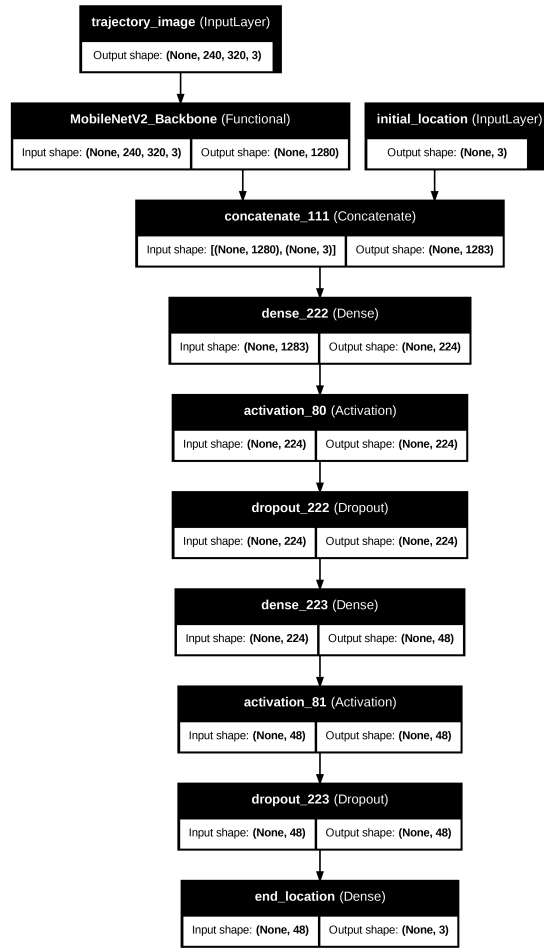 trajectory_image (InputLayer)
Output shape: (None, 240, 320, 3)
MobileNetV2_Backbone (Functional)
Input shape: (None, 240, 320, 3) Output shape: (None, 1280)
initial_location (InputLayer)
Output shape: (None, 3)
concatenate_111 (Concatenate)
Input shape: [(None, 1280), (None, 3)] Output shape: (None, 1283)
dense_222 (Dense)
Input shape: (None, 1283) Output shape: (None, 224)
activation_80 (Activation)
Input shape: (None, 224) Output shape: (None, 224)
dropout_222 (Dropout)
Input shape: (None, 224) Output shape: (None, 224)
dense_223 (Dense)
Input shape: (None, 224) Output shape: (None, 48)
activation_81 (Activation)
Input shape: (None, 48) Output shape: (None, 48)
dropout_223 (Dropout)
Input shape: (None, 48) Output shape: (None, 48)
end_location (Dense)
Input shape: (None, 48) Output shape: (None, 3)